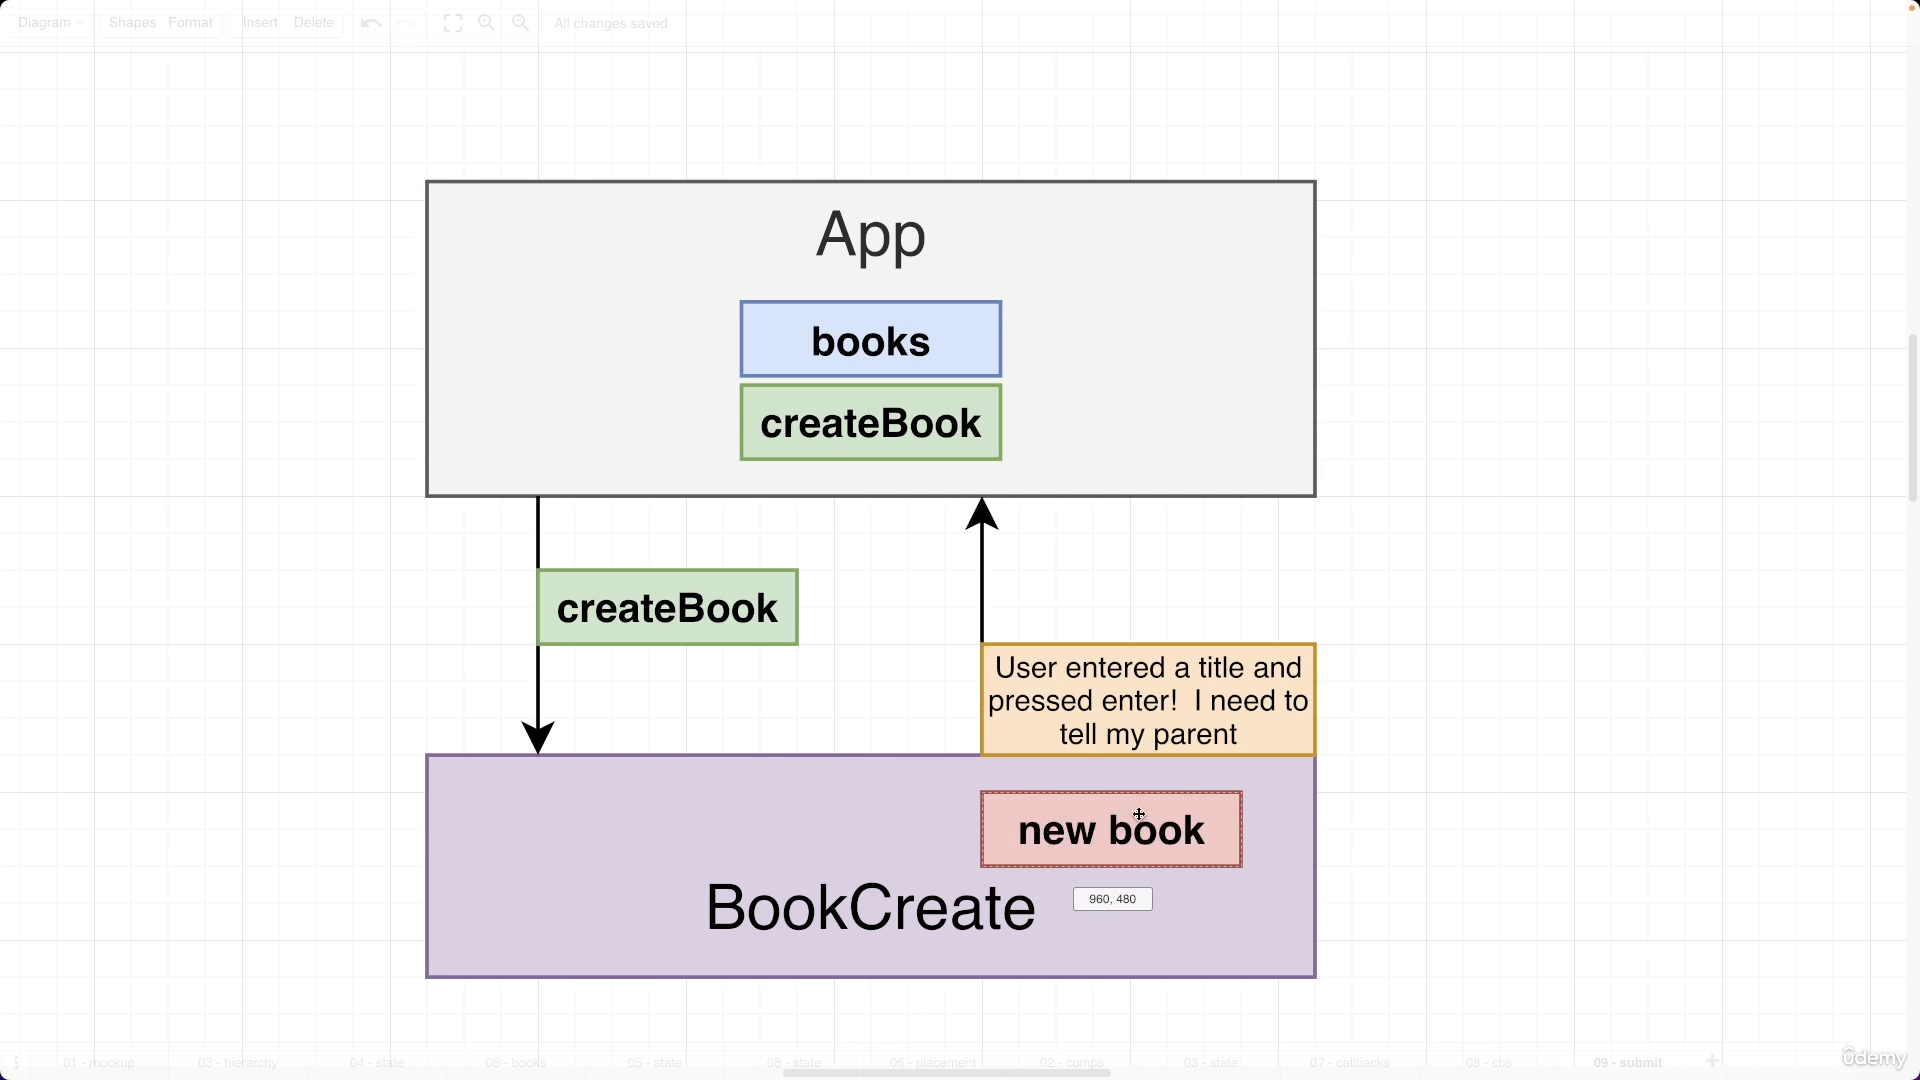 Diagram Shapes Format Insert Delete All changes saved
App
books
createBook
createBook
User entered a title and
pressed enter! I need to
tell my parent
new book
960, 480
BookCreate
01 - mockup 03 - hierarchy 04 - state 06 - books 05 - state 08 - state 06 - placement 02 - comps 03 - state 07 - callbacks 08 - cbs 09 - submit
ûdemy